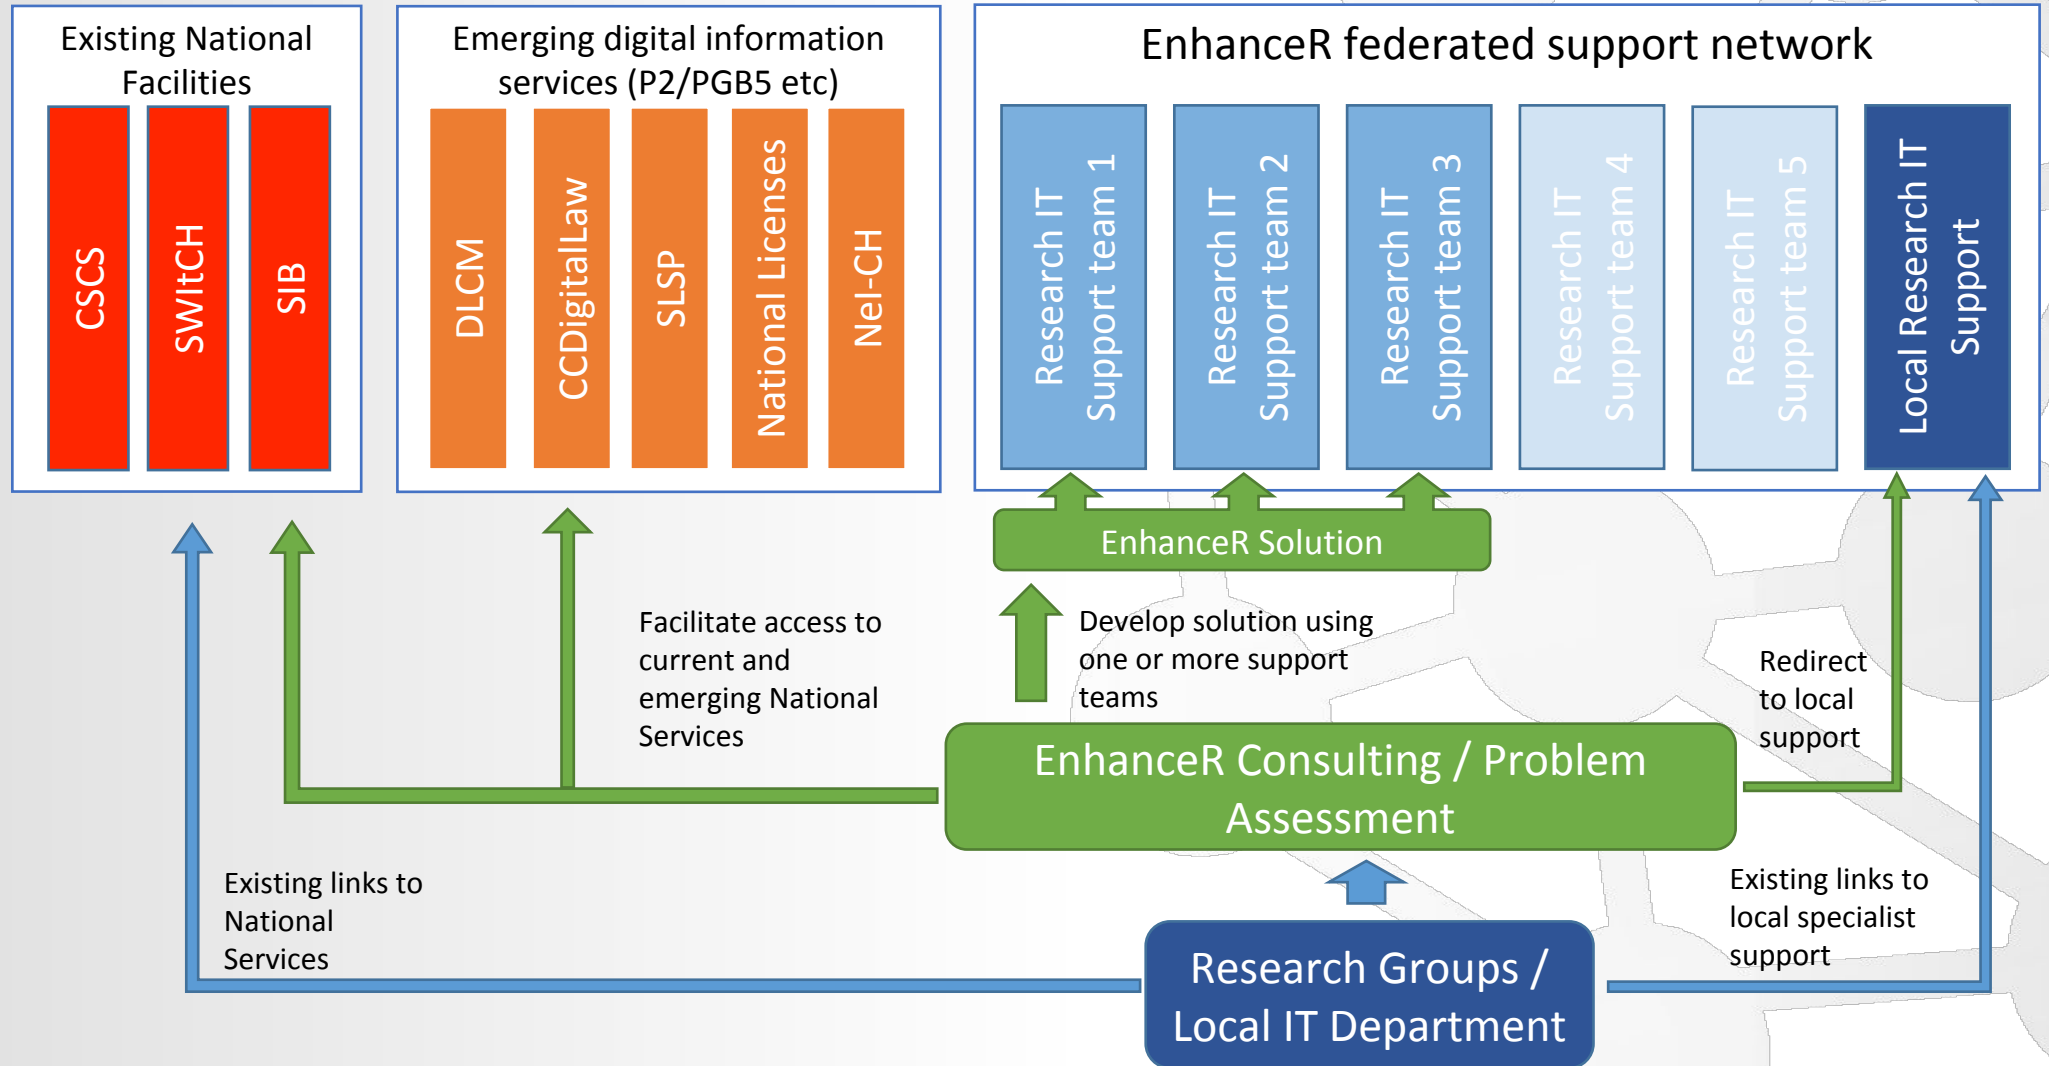 Existing National
Facilities
CSCS
SWItCH
SIB
Emerging digital information
services (P2/PGB5 etc)
DLCM
CCDigitalLaw
SLSP
National Licenses
Nel-CH
EnhanceR federated support network
Research IT
Support team 1
Research IT
Support team 2
Research IT
Support team 3
Research IT
Support team 4
Research IT
Support team 5
Local Research IT
Support
EnhanceR Solution
Facilitate access to
current and
emerging National
Services
Develop solution using
one or more support
teams
Redirect
to local
support
EnhanceR Consulting / Problem
Assessment
Existing links to
National
Services
Existing links to
local specialist
support
Research Groups /
Local IT Department